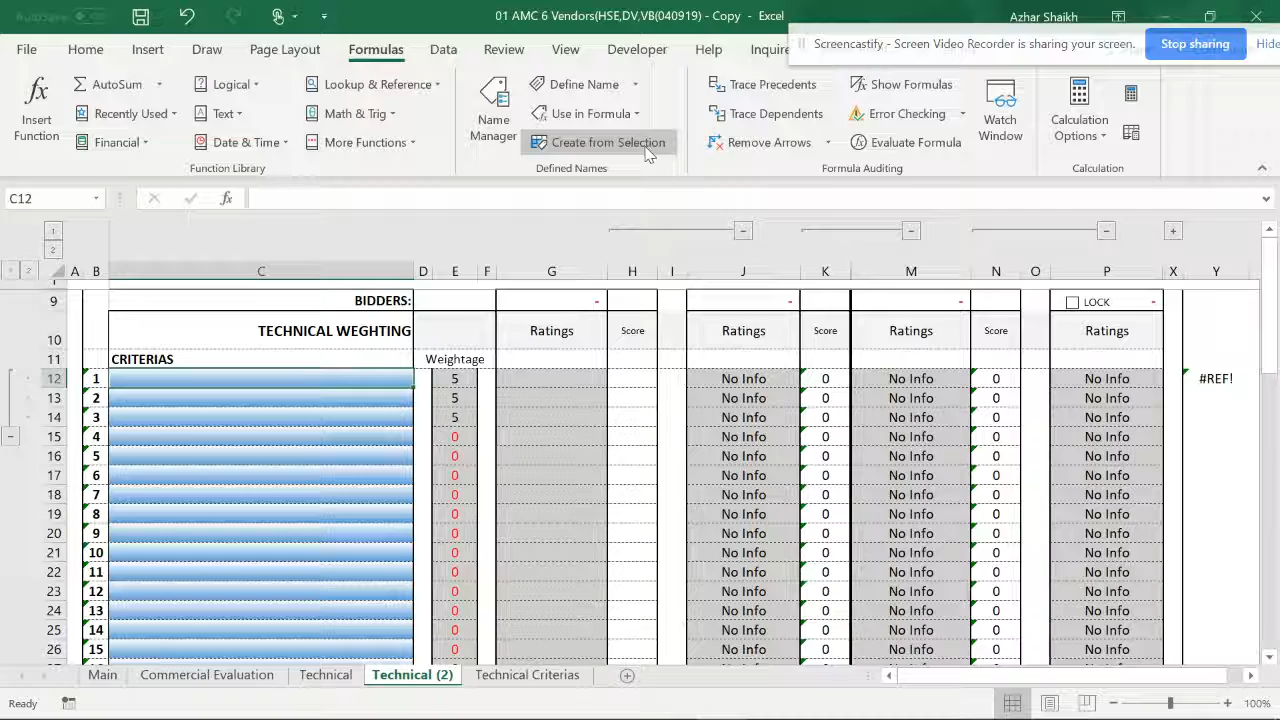 AutoSave
01 AMC 6 Vendors(HSE,DV,VB(040919) - Copy - Excel
Azhar Shaikh
Screencastify - Screen Video Recorder is sharing your screen.
Stop sharing
Hide
File Home Insert Draw Page Layout Formulas Data Review View Developer Help Inquire
Insert Function
AutoSum
Recently Used
Financial
Logical
Text
Date & Time
Lookup & Reference
Math & Trig
More Functions
Function Library
Name Manager
Define Name
Use in Formula
Create from Selection
Defined Names
Trace Precedents
Trace Dependents
Remove Arrows
Show Formulas
Error Checking
Evaluate Formula
Formula Auditing
Watch Window
Calculation Options
Calculation
C12
fx
1
2
1 2
A B C D E F G H I J K L M N O P X Y
9 BIDDERS: - - - LOCK -
10 TECHNICAL WEGHTING Ratings Score Ratings Score Ratings Score Ratings
11 CRITERIAS Weightage
12 1 5 No Info 0 No Info 0 No Info #REF!
13 2 5 No Info 0 No Info 0 No Info
14 3 5 No Info 0 No Info 0 No Info
15 4 0 No Info 0 No Info 0 No Info
16 5 0 No Info 0 No Info 0 No Info
17 6 0 No Info 0 No Info 0 No Info
18 7 0 No Info 0 No Info 0 No Info
19 8 0 No Info 0 No Info 0 No Info
20 9 0 No Info 0 No Info 0 No Info
21 10 0 No Info 0 No Info 0 No Info
22 11 0 No Info 0 No Info 0 No Info
23 12 0 No Info 0 No Info 0 No Info
24 13 0 No Info 0 No Info 0 No Info
25 14 0 No Info 0 No Info 0 No Info
26 15 0 No Info 0 No Info 0 No Info
Main Commercial Evaluation Technical Technical (2) Technical Criterias
Ready
100%